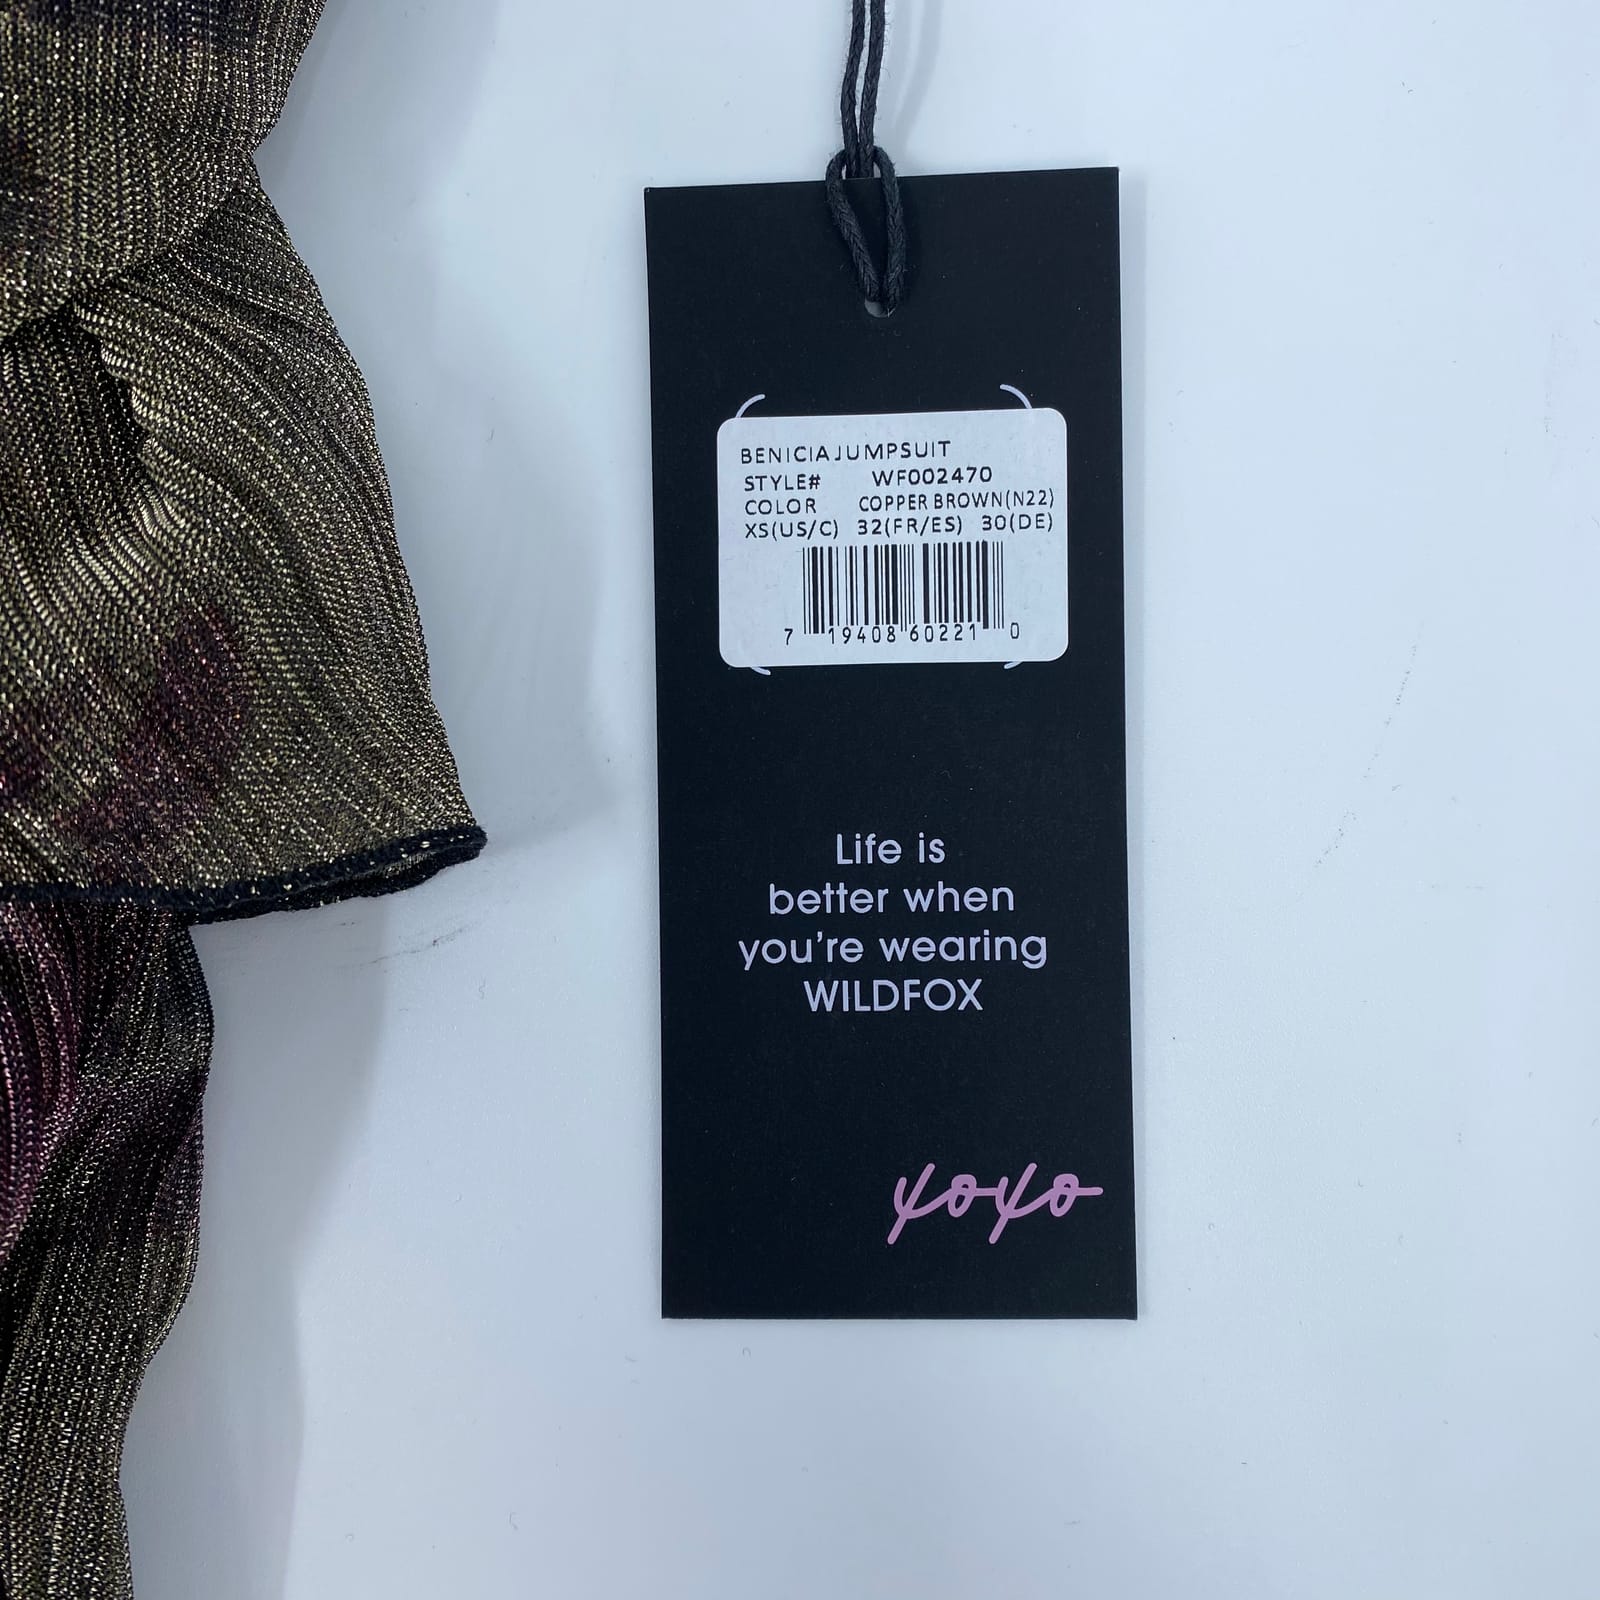 BENICIA JUMPSUIT
STYLE# WF002470
COLOR COPPER BROWN(N22)
XS(US/C) 32(FR/ES) 30(DE)
7 19408 60221 0
Life is
better when
you're wearing
WILDFOX
xoxo